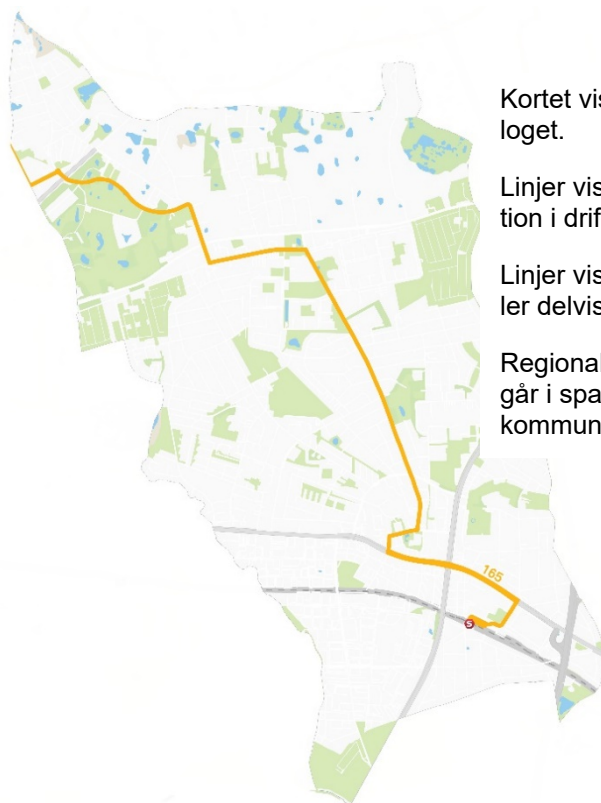 Kortet vis
loget.
Linjer vis
tion i drif
Linjer vis
ler delvis
Regional
går i spa
kommun
165
S